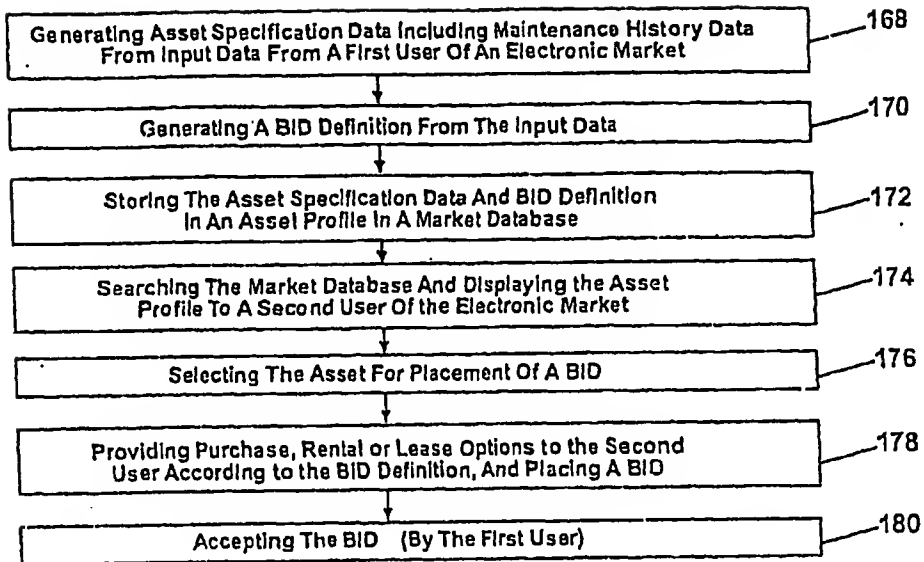 Generating Asset Specification Data Including Maintenance History Data
From Input Data From A First User Of An Electronic Market
168
Generating A BID Definition From The Input Data
170
Storing The Asset Specification Data And BID Definition
In An Asset Profile In A Market Database
172
Searching The Market Database And Displaying the Asset
Profile To A Second User Of the Electronic Market
174
Selecting The Asset For Placement Of A BID
176
Providing Purchase, Rental or Lease Options to the Second
User According to the BID Definition, And Placing A BID
178
Accepting The BID (By The First User)
180